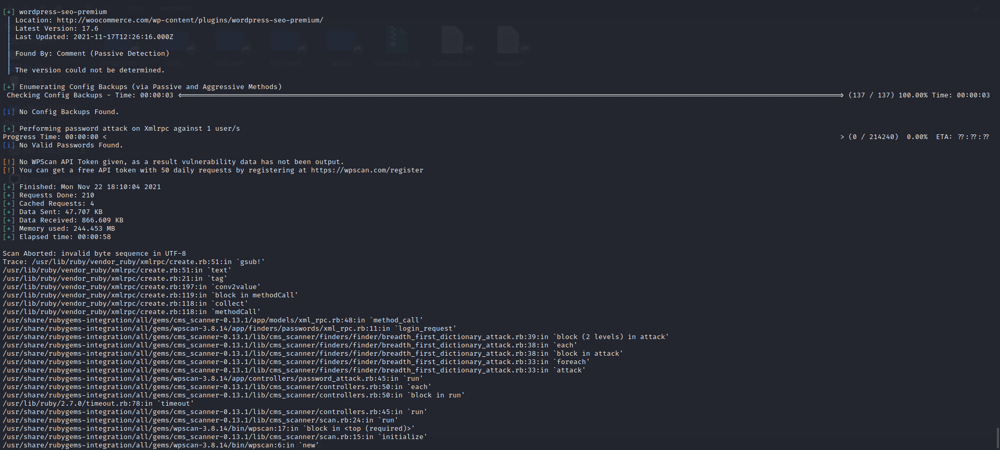 [+] wordpress-seo-premium
| Location: http://woocommerce.com/wp-content/plugins/wordpress-seo-premium/
| Latest Version: 17.6
| Last Updated: 2021-11-17T12:26:16.000Z
|
| Found By: Comment (Passive Detection)
|
| The version could not be determined.
[+] Enumerating Config Backups (via Passive and Aggressive Methods)
Checking Config Backups - Time: 00:00:03 <=====> (137 / 137) 100.00% Time: 00:00:03
[i] No Config Backups Found.
[+] Performing password attack on Xmlrpc against 1 user/s
Progress Time: 00:00:00 < > (0 / 214240) 0.00% ETA: ??:??:??
[i] No Valid Passwords Found.
[!] No WPScan API Token given, as a result vulnerability data has not been output.
[!] You can get a free API token with 50 daily requests by registering at https://wpscan.com/register
Browse Network
[+] Finished: Mon Nov 22 18:10:04 2021
[+] Requests Done: 210
[+] Cached Requests: 4
[+] Data Sent: 47.707 KB
[+] Data Received: 866.609 KB
[+] Memory used: 244.453 MB
[+] Elapsed time: 00:00:58
Scan Aborted: invalid byte sequence in UTF-8
Trace: /usr/lib/ruby/vendor_ruby/xmlrpc/create.rb:51:in `gsub!'
/usr/lib/ruby/vendor_ruby/xmlrpc/create.rb:51:in `text'
/usr/lib/ruby/vendor_ruby/xmlrpc/create.rb:21:in `tag'
/usr/lib/ruby/vendor_ruby/xmlrpc/create.rb:197:in `conv2value'
/usr/lib/ruby/vendor_ruby/xmlrpc/create.rb:119:in `block in methodCall'
/usr/lib/ruby/vendor_ruby/xmlrpc/create.rb:118:in `collect'
/usr/lib/ruby/vendor_ruby/xmlrpc/create.rb:118:in `methodCall'
/usr/share/rubygems-integration/all/gems/cms_scanner-0.13.1/app/models/xml_rpc.rb:48:in `method_call'
/usr/share/rubygems-integration/all/gems/wpscan-3.8.14/app/finders/passwords/xml_rpc.rb:11:in `login_request'
/usr/share/rubygems-integration/all/gems/cms_scanner-0.13.1/lib/cms_scanner/finders/finder/breadth_first_dictionary_attack.rb:39:in `block (2 levels) in attack'
/usr/share/rubygems-integration/all/gems/cms_scanner-0.13.1/lib/cms_scanner/finders/finder/breadth_first_dictionary_attack.rb:38:in `each'
/usr/share/rubygems-integration/all/gems/cms_scanner-0.13.1/lib/cms_scanner/finders/finder/breadth_first_dictionary_attack.rb:38:in `block in attack'
/usr/share/rubygems-integration/all/gems/cms_scanner-0.13.1/lib/cms_scanner/finders/finder/breadth_first_dictionary_attack.rb:33:in `foreach'
/usr/share/rubygems-integration/all/gems/cms_scanner-0.13.1/lib/cms_scanner/finders/finder/breadth_first_dictionary_attack.rb:33:in `attack'
/usr/share/rubygems-integration/all/gems/wpscan-3.8.14/app/controllers/password_attack.rb:45:in `run'
/usr/share/rubygems-integration/all/gems/cms_scanner-0.13.1/lib/cms_scanner/controllers.rb:50:in `each'
/usr/share/rubygems-integration/all/gems/cms_scanner-0.13.1/lib/cms_scanner/controllers.rb:50:in `block in run'
/usr/lib/ruby/2.7.0/timeout.rb:78:in `timeout'
/usr/share/rubygems-integration/all/gems/cms_scanner-0.13.1/lib/cms_scanner/controllers.rb:45:in `run'
/usr/share/rubygems-integration/all/gems/cms_scanner-0.13.1/lib/cms_scanner/scan.rb:24:in `run'
/usr/share/rubygems-integration/all/gems/wpscan-3.8.14/bin/wpscan:17:in `block in <top (required)>'
/usr/share/rubygems-integration/all/gems/cms_scanner-0.13.1/lib/cms_scanner/scan.rb:15:in `initialize'
/usr/share/rubygems-integration/all/gems/wpscan-3.8.14/bin/wpscan:6:in `new'
metasploit dirb dirbuster fern-wifi wfuzz rockyou.txt.gz fasttrack.txt nmap.lst